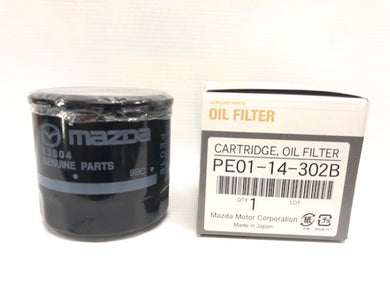 mazda
GENUINE PARTS
9BC
GENUINE PARTS
OIL FILTER
CARTRIDGE, OIL FILTER
PE01-14-302B
QTY LOT
1
Mazda Motor Corporation
Made in Japan